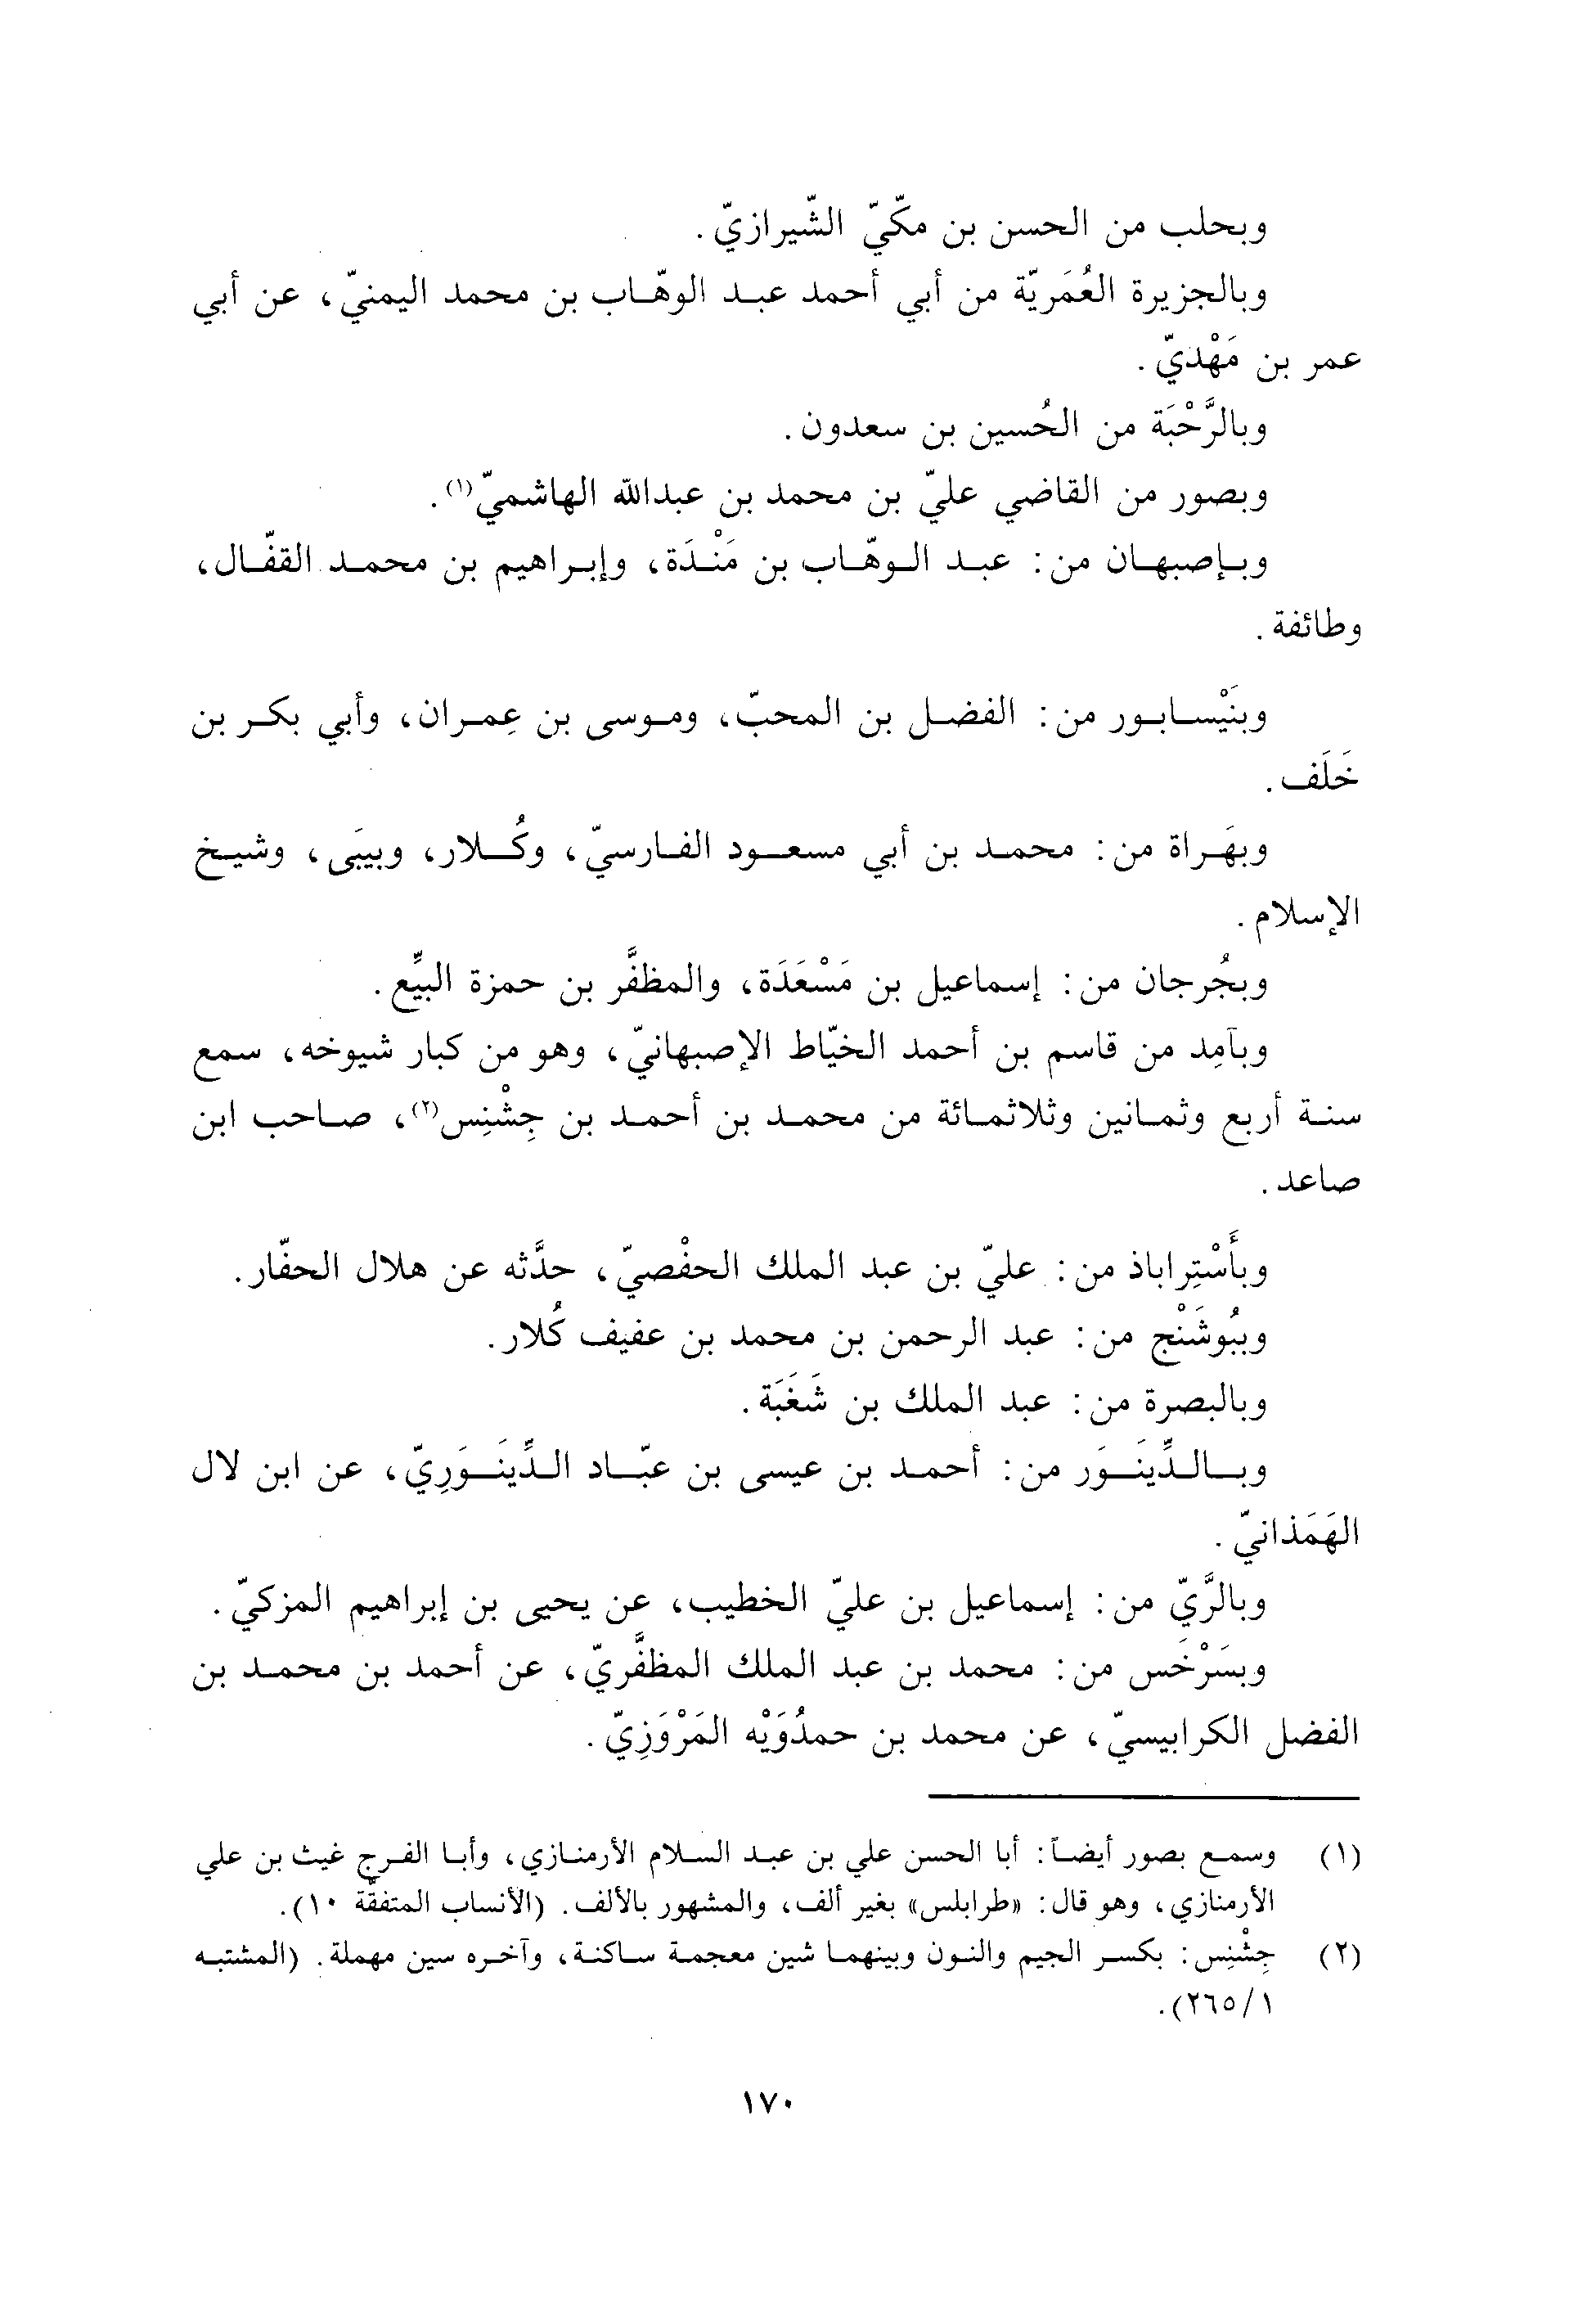 وبحلب من الحسن بن مكّيّ الشّيرازيّ.
وبالجزيرة العُمَريّة من أبي أحمد عبد الوهّاب بن محمد اليمنيّ، عن أبي
عمر بن مَهْديّ.
وبالرَّحْبَة من الحُسين بن سعدون.
وبصور من القاضي عليّ بن محمد بن عبدالله الهاشميّ(١).
وبإصبهان من: عبد الوهّاب بن مَنْدَة، وإبراهيم بن محمد القفّال،
وطائفة.
وبنَيْسابور من: الفضل بن المحبّ، وموسى بن عِمران، وأبي بكر بن
خَلَف.
وبهَراة من: محمد بن أبي مسعود الفارسيّ، وكُلار، وبيبَى، وشيخ
الإسلام.
وبجُرجان من: إسماعيل بن مَسْعَدَة، والمظفَّر بن حمزة البيِّع.
وبآمِد من قاسم بن أحمد الخيّاط الإصبهانيّ، وهو من كبار شيوخه، سمع
سنة أربع وثمانين وثلاثمائة من محمد بن أحمد بن جِشْنِس(٢)، صاحب ابن
صاعد.
وبأَسْتِراباذ من: عليّ بن عبد الملك الحفْصيّ، حدَّثه عن هلال الحفّار.
وببُوشَنْج من: عبد الرحمن بن محمد بن عفيف كُلار.
وبالبصرة من: عبد الملك بن شَغَبَة.
وبالدِّينَوَر من: أحمد بن عيسى بن عبّاد الدِّينَوَرِيّ، عن ابن لال
الهَمَذانيّ.
وبالرَّيّ من: إسماعيل بن عليّ الخطيب، عن يحيى بن إبراهيم المزكيّ.
وبسَرْخَس من: محمد بن عبد الملك المظفَّريّ، عن أحمد بن محمد بن
الفضل الكرابيسيّ، عن محمد بن حمدُوَيْه المَرْوَزِيّ.
(١) وسمع بصور أيضاً: أبا الحسن علي بن عبد السلام الأرمنازي، وأبا الفرج غيث بن علي
الأرمنازي، وهو قال: «طرابلس» بغير ألف، والمشهور بالألف. (الأنساب المتفقّة ١٠).
(٢) جِشْنِس: بكسر الجيم والنون وبينهما شين معجمة ساكنة، وآخره سين مهملة. (المشتبه
١/٢٦٥).
١٧٠